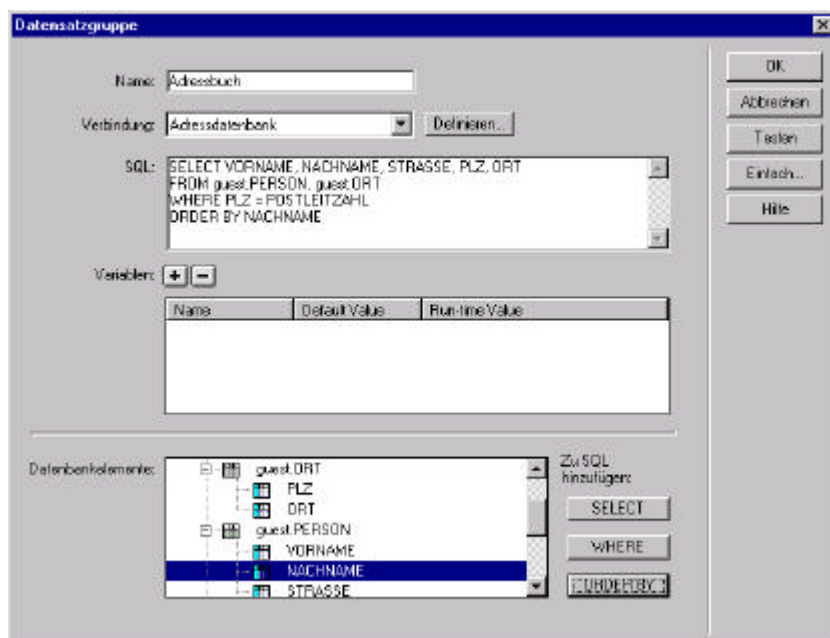 Datensatzgruppe
Name: Adressbuch
Verbindung: Adressdatenbank Definieren...
SQL: SELECT VORNAME, NACHNAME, STRASSE, PLZ, ORT
FROM guest.PERSON, guest.ORT
WHERE PLZ = POSTLEITZAHL
ORDER BY NACHNAME
Variablen: + −
Name Default Value Run-time Value
Datenbankelemente:
guest.ORT
PLZ
ORT
guest.PERSON
VORNAME
NACHNAME
STRASSE
Zu SQL
hinzufügen:
SELECT
WHERE
ORDER BY
OK
Abbrechen
Testen
Einfach...
Hilfe